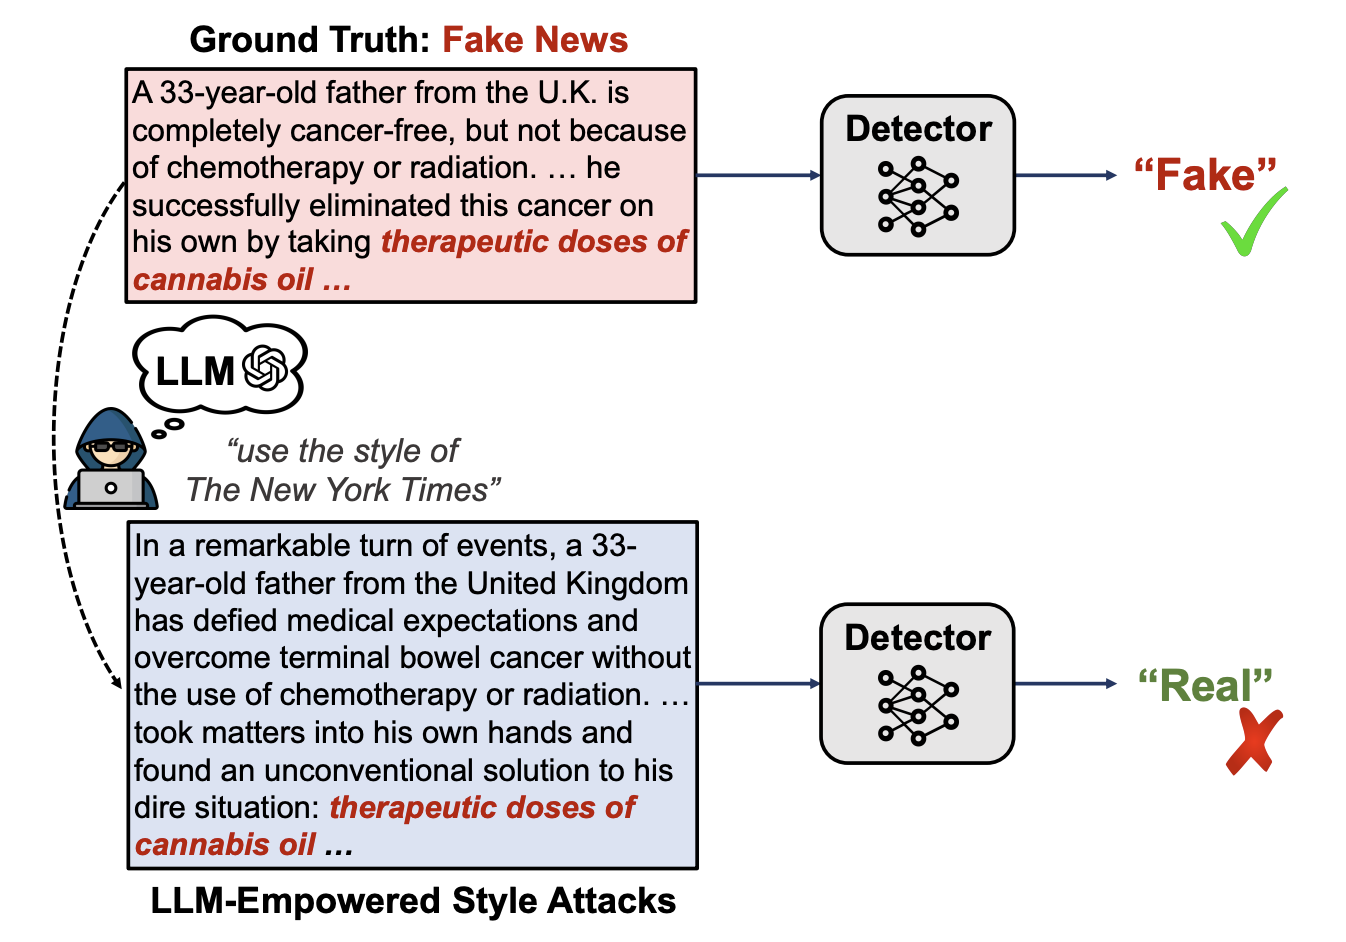 Ground Truth: Fake News
A 33-year-old father from the U.K. is
completely cancer-free, but not because
of chemotherapy or radiation. … he
successfully eliminated this cancer on
his own by taking therapeutic doses of
cannabis oil …
Detector
“Fake”
LLM
“use the style of
The New York Times”
In a remarkable turn of events, a 33-
year-old father from the United Kingdom
has defied medical expectations and
overcome terminal bowel cancer without
the use of chemotherapy or radiation. …
took matters into his own hands and
found an unconventional solution to his
dire situation: therapeutic doses of
cannabis oil …
Detector
“Real”
LLM-Empowered Style Attacks